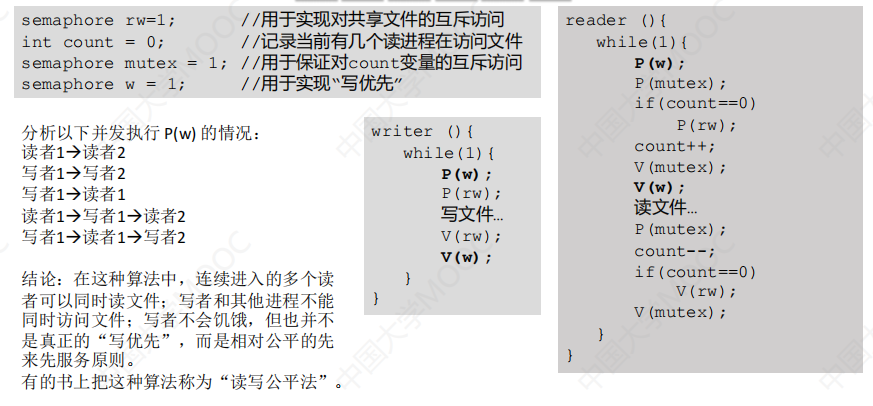 semaphore rw=1;      //用于实现对共享文件的互斥访问
int count = 0;       //记录当前有几个读进程在访问文件
semaphore mutex = 1; //用于保证对count变量的互斥访问
semaphore w = 1;     //用于实现“写优先”
分析以下并发执行 P(w) 的情况：
读者1→读者2
写者1→写者2
写者1→读者1
读者1→写者1→读者2
写者1→读者1→写者2
结论：在这种算法中，连续进入的多个读
者可以同时读文件；写者和其他进程不能
同时访问文件；写者不会饥饿，但也并不
是真正的“写优先”，而是相对公平的先
来先服务原则。
有的书上把这种算法称为“读写公平法”。
writer (){
while(1){
P(w);
P(rw);
写文件…
V(rw);
V(w);
}
}
reader (){
while(1){
P(w);
P(mutex);
if(count==0)
P(rw);
count++;
V(mutex);
V(w);
读文件…
P(mutex);
count--;
if(count==0)
V(rw);
V(mutex);
}
}
中国大学MOOC